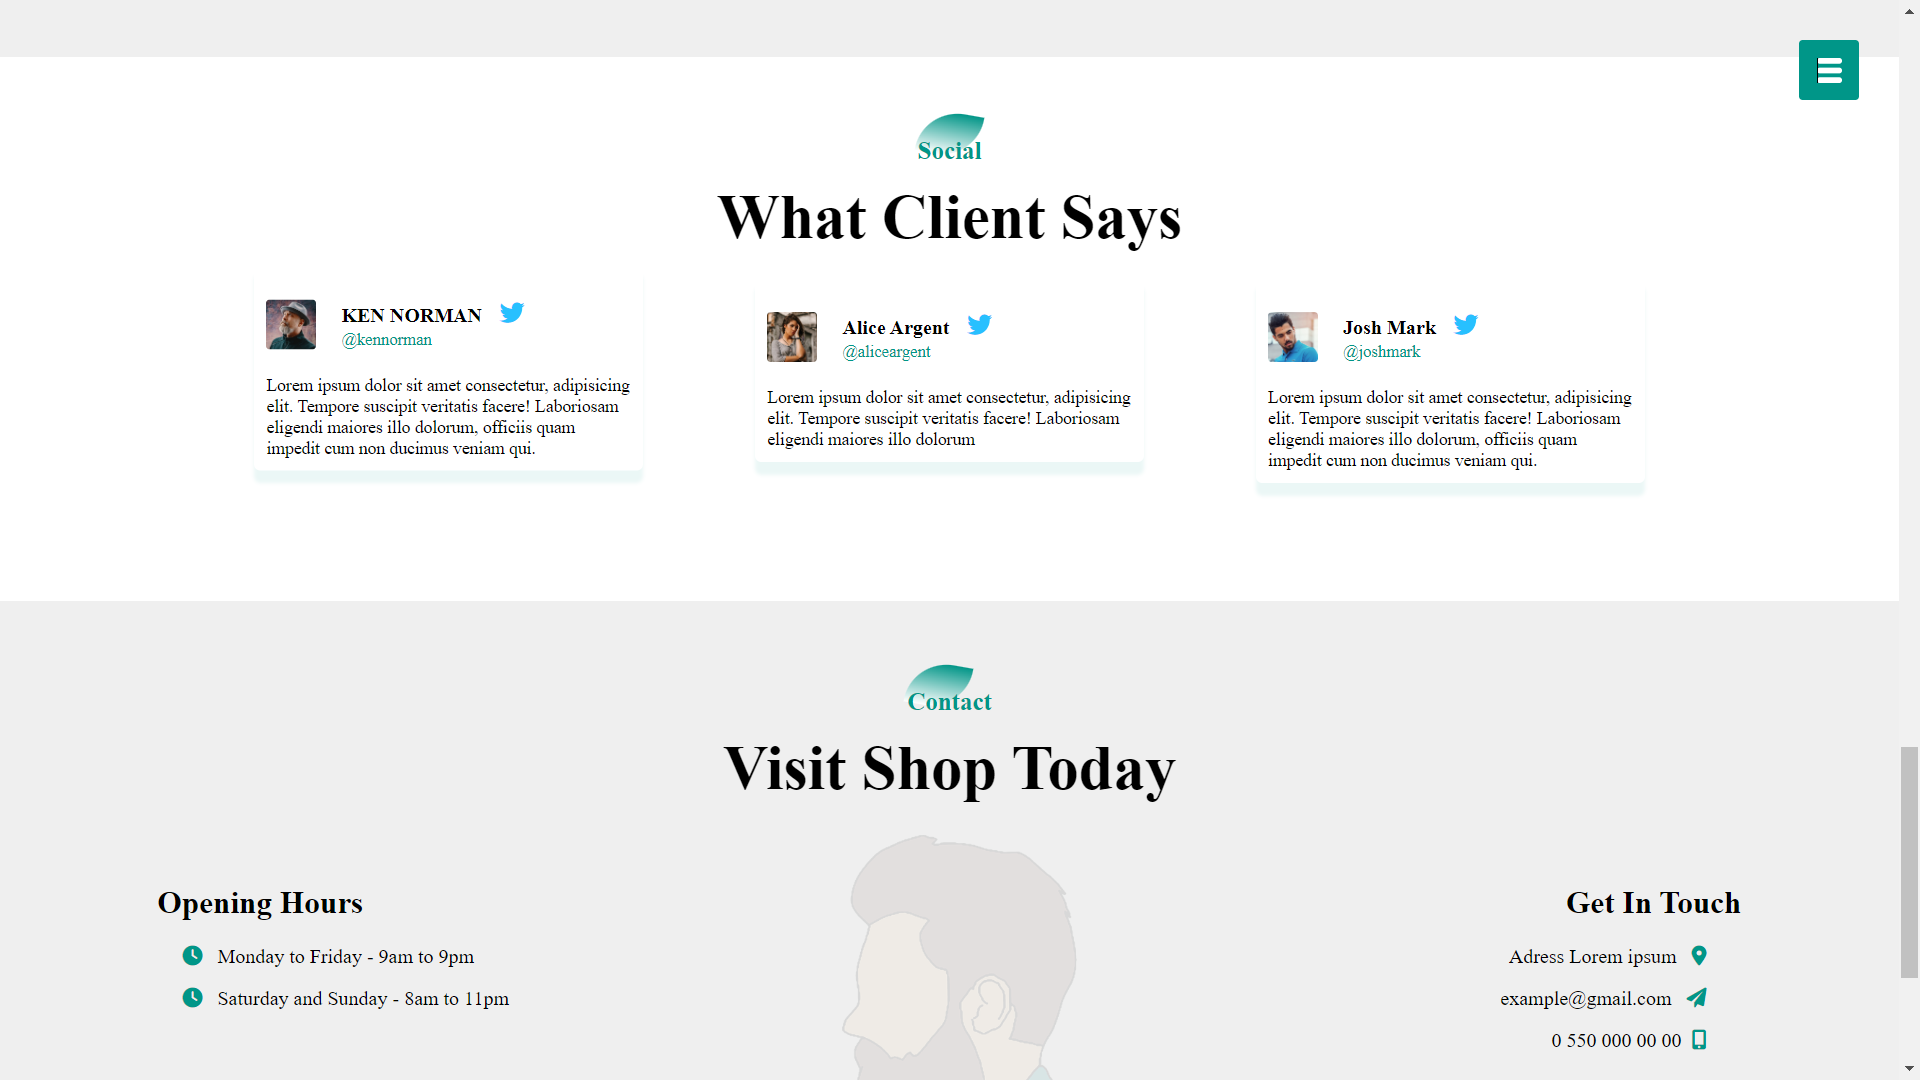 Social
What Client Says
KEN NORMAN
@kennorman
Lorem ipsum dolor sit amet consectetur, adipisicing
elit. Tempore suscipit veritatis facere! Laboriosam
eligendi maiores illo dolorum, officiis quam
impedit cum non ducimus veniam qui.
Alice Argent
@aliceargent
Lorem ipsum dolor sit amet consectetur, adipisicing
elit. Tempore suscipit veritatis facere! Laboriosam
eligendi maiores illo dolorum
Josh Mark
@joshmark
Lorem ipsum dolor sit amet consectetur, adipisicing
elit. Tempore suscipit veritatis facere! Laboriosam
eligendi maiores illo dolorum, officiis quam
impedit cum non ducimus veniam qui.
Contact
Visit Shop Today
Opening Hours
Monday to Friday - 9am to 9pm
Saturday and Sunday - 8am to 11pm
Get In Touch
Adress Lorem ipsum
example@gmail.com
0 550 000 00 00